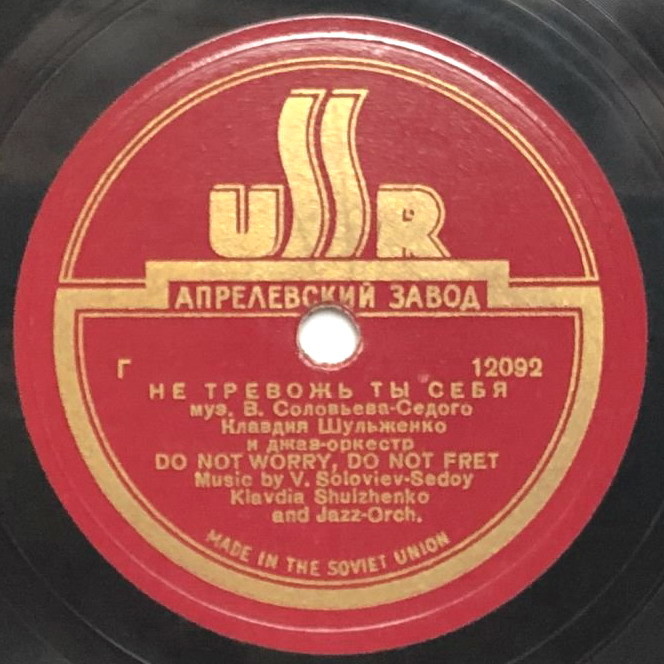 USSR
АПРЕЛЕВСКИЙ ЗАВОД
Г 12092
НЕ ТРЕВОЖЬ ТЫ СЕБЯ
муз. В. Соловьева-Седого
Клавдия Шульженко
и джаз-оркестр
DO NOT WORRY, DO NOT FRET
Music by V. Soloviev-Sedoy
Klavdia Shulzhenko
and Jazz-Orch.
MADE IN THE SOVIET UNION